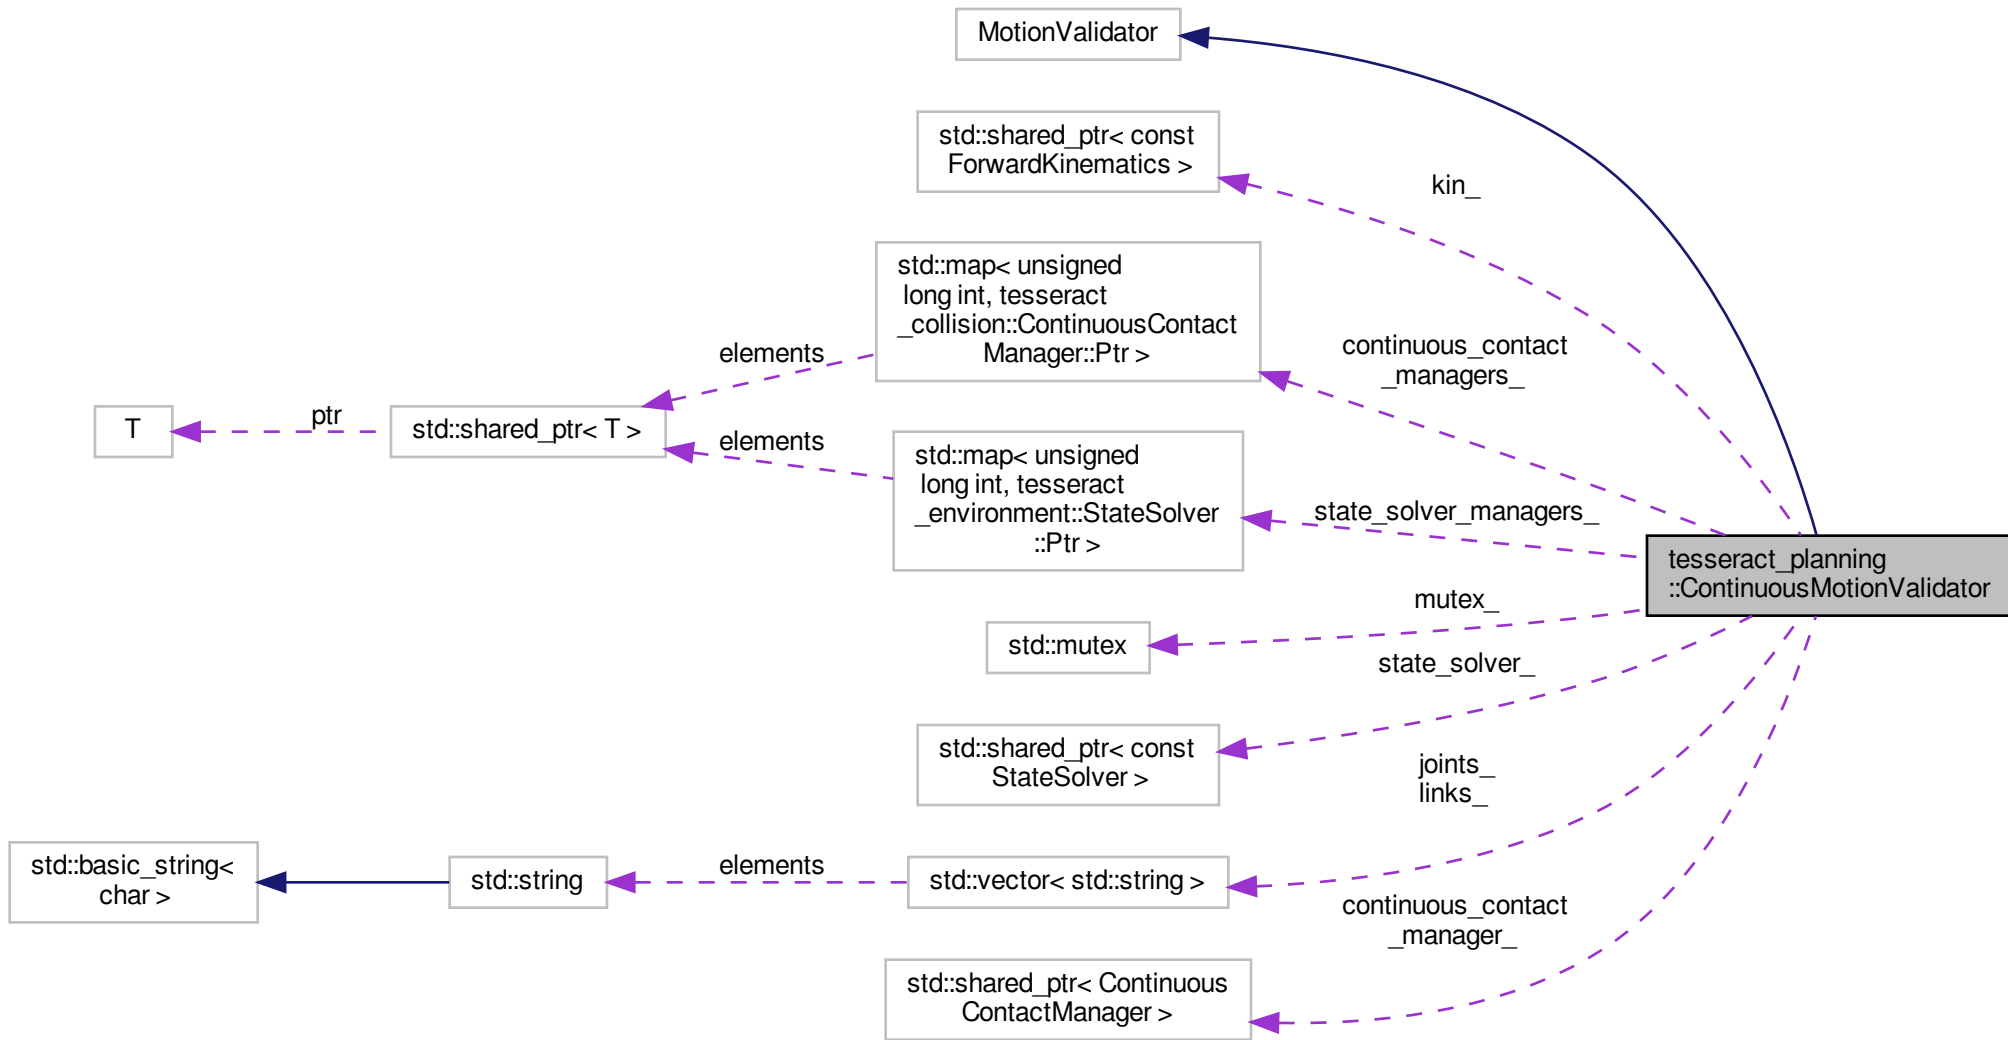 MotionValidator
std::shared_ptr< const
ForwardKinematics >
kin_
std::map< unsigned
long int, tesseract
_collision::ContinuousContact
Manager::Ptr >
elements
continuous_contact
_managers_
T
ptr
std::shared_ptr< T >
elements
std::map< unsigned
long int, tesseract
_environment::StateSolver
::Ptr >
state_solver_managers_
tesseract_planning
::ContinuousMotionValidator
mutex_
std::mutex
state_solver_
std::shared_ptr< const
StateSolver >
joints_
links_
std::basic_string<
char >
std::string
elements
std::vector< std::string >
continuous_contact
_manager_
std::shared_ptr< Continuous
ContactManager >